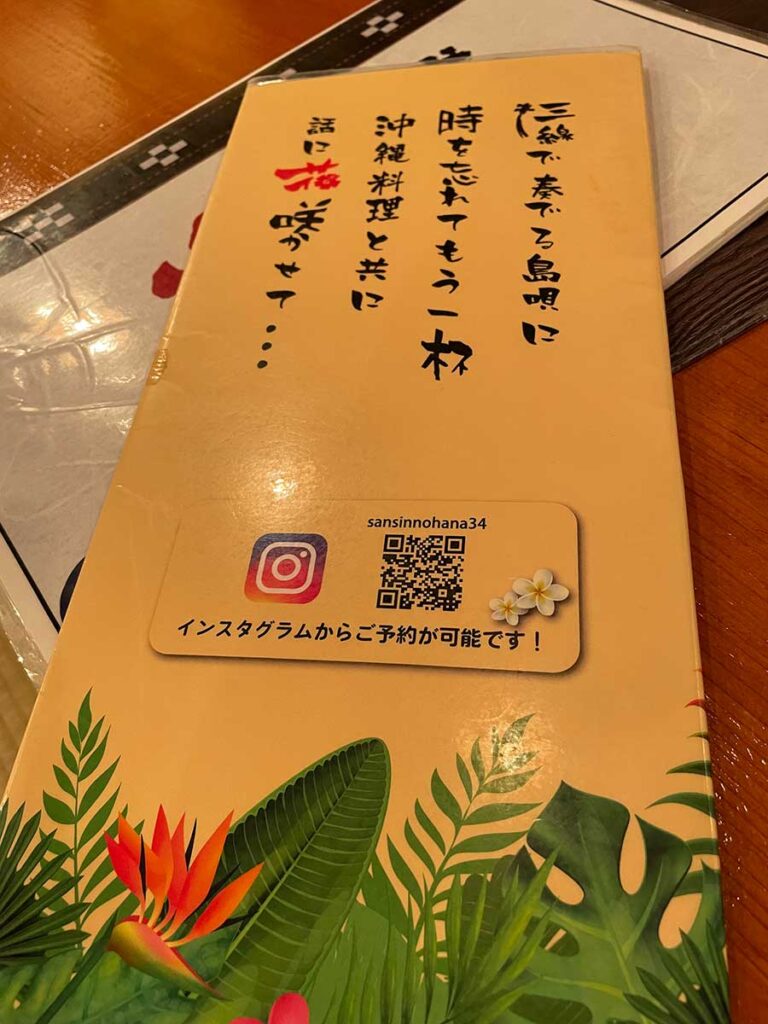 三線で奏でる島唄に
時を忘れてもう一杯
沖縄料理と共に
話に花咲かせて・・・
sansinnohana34
インスタグラムからご予約が可能です！